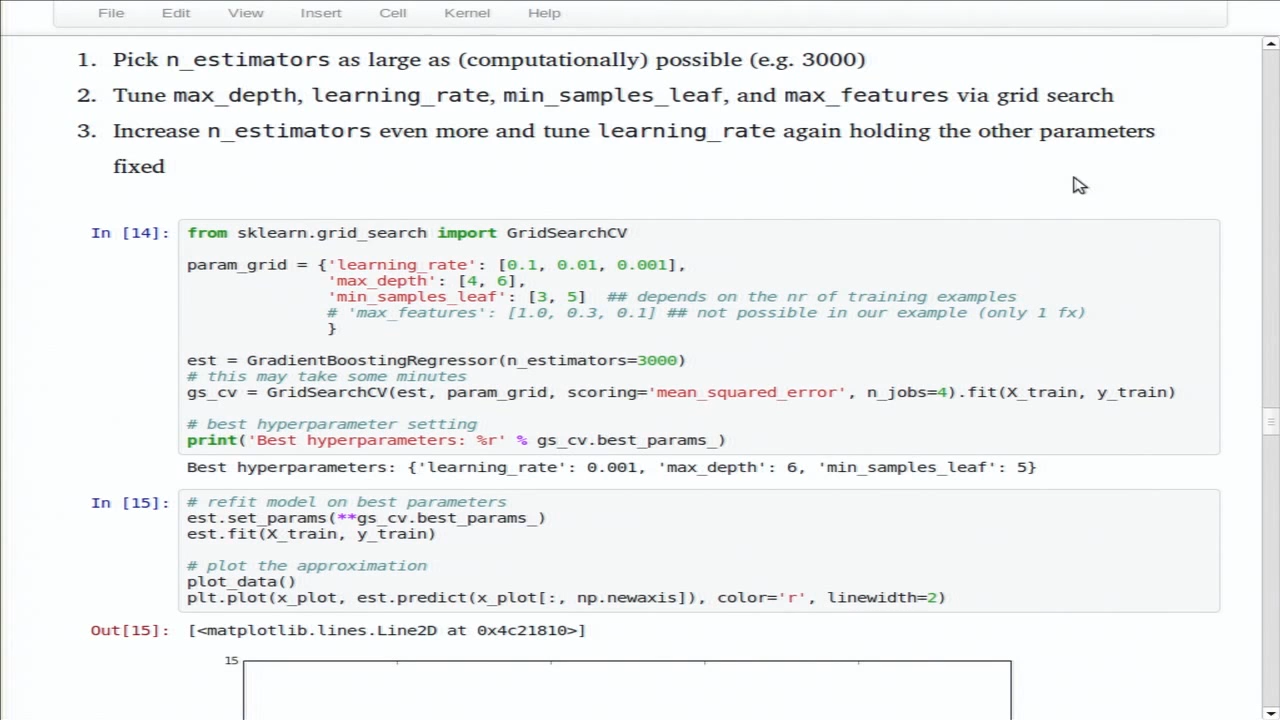 File Edit View Insert Cell Kernel Help
1. Pick n_estimators as large as (computationally) possible (e.g. 3000)
2. Tune max_depth, learning_rate, min_samples_leaf, and max_features via grid search
3. Increase n_estimators even more and tune learning_rate again holding the other parameters
fixed
In [14]: from sklearn.grid_search import GridSearchCV
param_grid = {'learning_rate': [0.1, 0.01, 0.001],
'max_depth': [4, 6],
'min_samples_leaf': [3, 5]  ## depends on the nr of training examples
# 'max_features': [1.0, 0.3, 0.1] ## not possible in our example (only 1 fx)
}
est = GradientBoostingRegressor(n_estimators=3000)
# this may take some minutes
gs_cv = GridSearchCV(est, param_grid, scoring='mean_squared_error', n_jobs=4).fit(X_train, y_train)
# best hyperparameter setting
print('Best hyperparameters: %r' % gs_cv.best_params_)
Best hyperparameters: {'learning_rate': 0.001, 'max_depth': 6, 'min_samples_leaf': 5}
In [15]: # refit model on best parameters
est.set_params(**gs_cv.best_params_)
est.fit(X_train, y_train)
# plot the approximation
plot_data()
plt.plot(x_plot, est.predict(x_plot[:, np.newaxis]), color='r', linewidth=2)
Out[15]: [<matplotlib.lines.Line2D at 0x4c21810>]
15